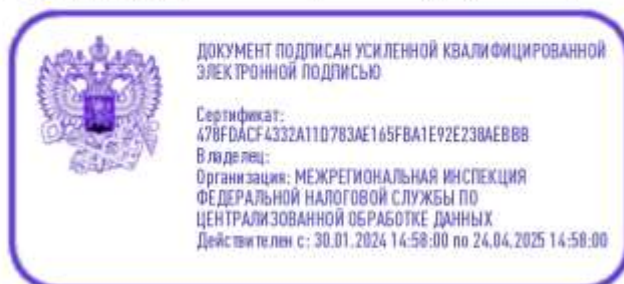 ДОКУМЕНТ ПОДПИСАН УСИЛЕННОЙ КВАЛИФИЦИРОВАННОЙ
ЭЛЕКТРОННОЙ ПОДПИСЬЮ
Сертификат:
478FDACF4332A11D783AE165FBA1E92E238AEBBB
Владелец:
Организация: МЕЖРЕГИОНАЛЬНАЯ ИНСПЕКЦИЯ
ФЕДЕРАЛЬНОЙ НАЛОГОВОЙ СЛУЖБЫ ПО
ЦЕНТРАЛИЗОВАННОЙ ОБРАБОТКЕ ДАННЫХ
Действителен с: 30.01.2024 14:58:00 по 24.04.2025 14:58:00